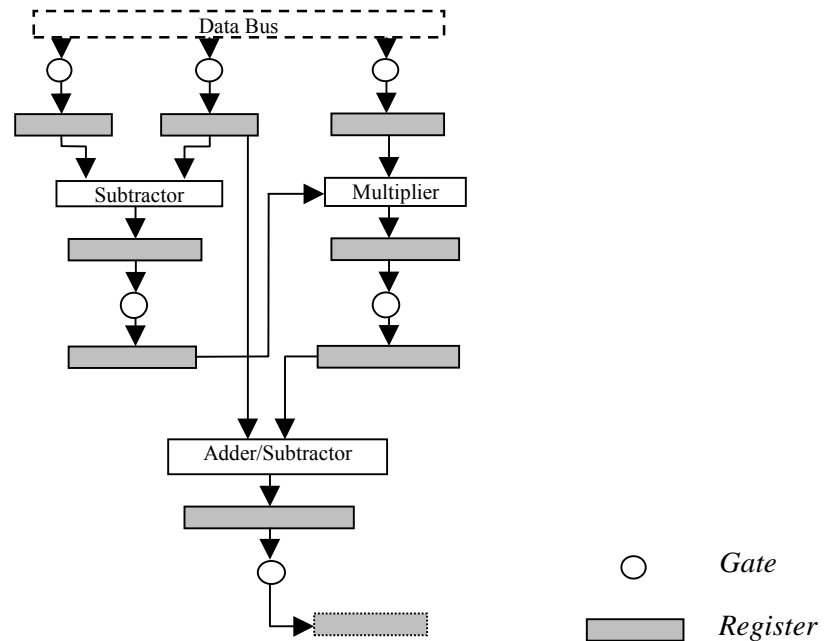 Data Bus
Subtractor
Multiplier
Adder/Subtractor
Gate
Register